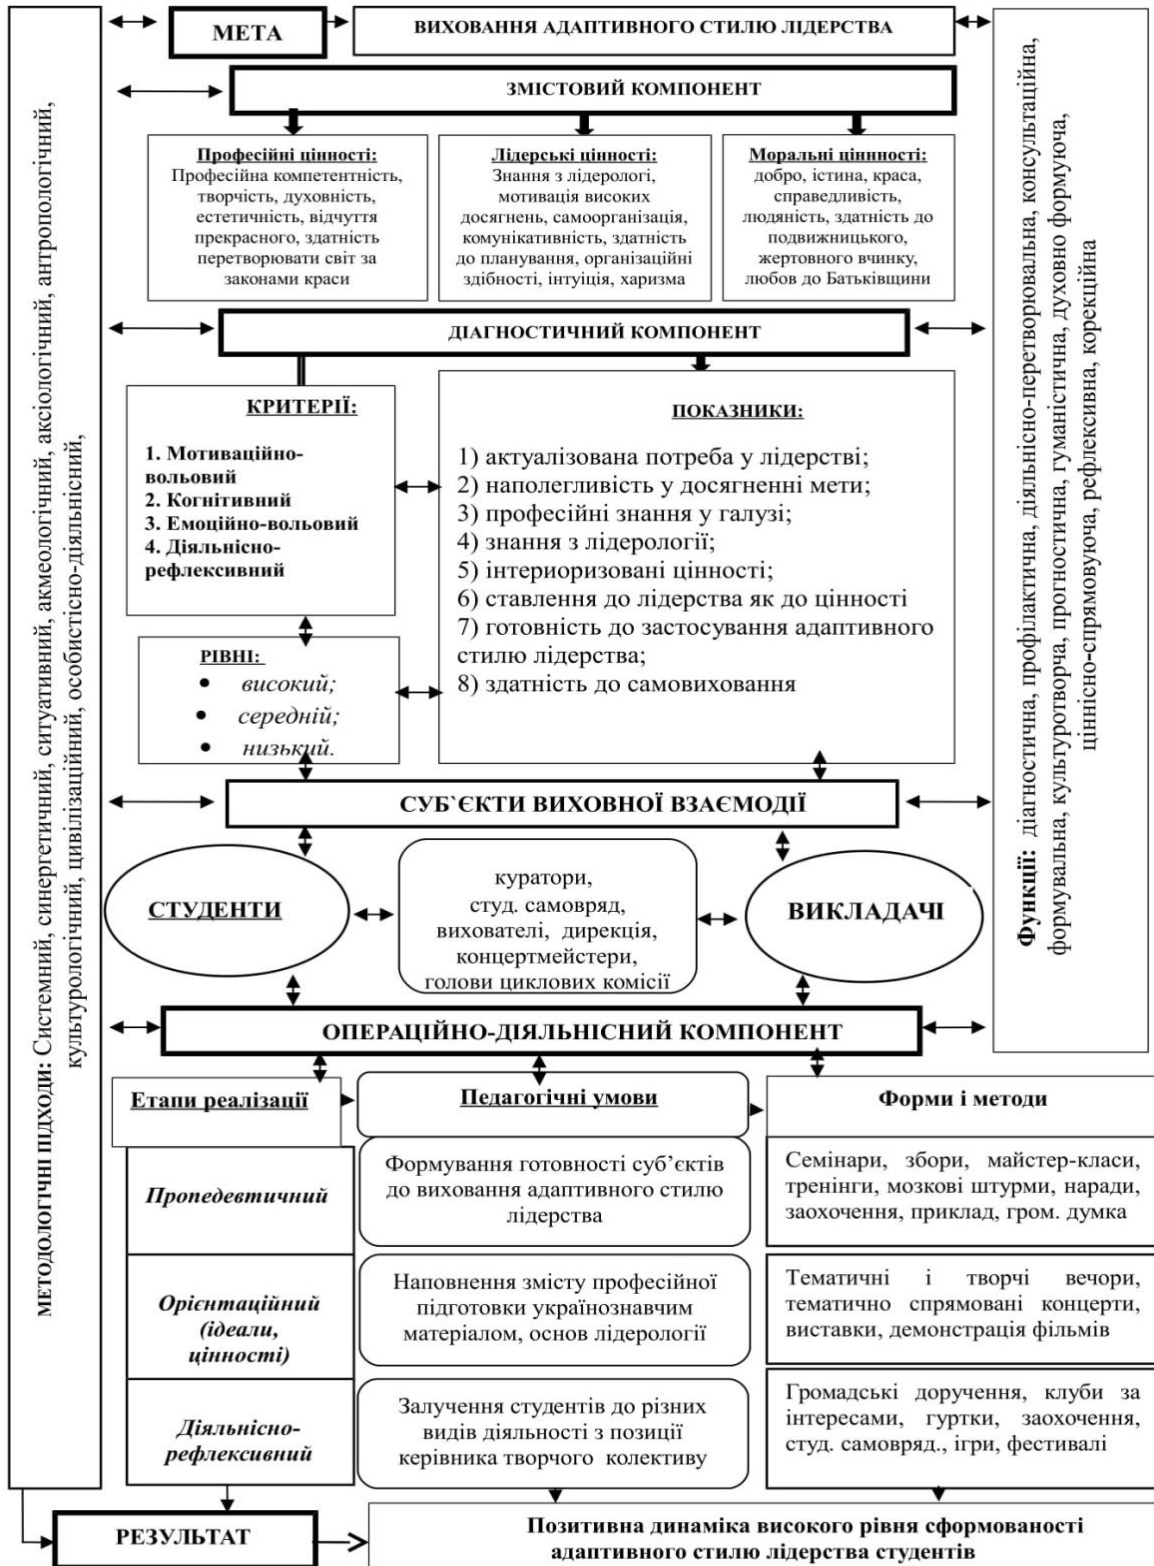 МЕТА
ВИХОВАННЯ АДАПТИВНОГО СТИЛЮ ЛІДЕРСТВА
ЗМІСТОВИЙ КОМПОНЕНТ
Професійні цінності:
Професійна компетентність,
творчість, духовність,
естетичність, відчуття
прекрасного, здатність
перетворювати світ за
законами краси
Лідерські цінності:
Знання з лідерологі,
мотивація високих
досягнень, самоорганізація,
комунікативність, здатність
до планування, організаційні
здібності, інтуіція, харизма
Моральні ціннності:
добро, істина, краса,
справедливість,
людяність, здатність до
подвижницького,
жертовного вчинку,
любов до Батьківщини
ДІАГНОСТИЧНИЙ КОМПОНЕНТ
КРИТЕРІЇ:
1. Мотиваційно-
вольовий
2. Когнітивний
3. Емоційно-вольовий
4. Діяльнісно-
рефлексивний
ПОКАЗНИКИ:
1) актуалізована потреба у лідерстві;
2) наполегливість у досягненні мети;
3) професійні знання у галузі;
4) знання з лідерології;
5) інтериоризовані цінності;
6) ставлення до лідерства як до цінності
7) готовність до застосування адаптивного
стилю лідерства;
8) здатність до самовиховання
РІВНІ:
• високий;
• середній;
• низький.
СУБ`ЄКТИ ВИХОВНОЇ ВЗАЄМОДІЇ
СТУДЕНТИ
куратори,
студ. самовряд,
вихователі, дирекція,
концертмейстери,
голови циклових комісії
ВИКЛАДАЧІ
ОПЕРАЦІЙНО-ДІЯЛЬНІСНИЙ КОМПОНЕНТ
Етапи реалізації
Педагогічні умови
Форми і методи
Пропедевтичний
Формування готовності суб’єктів
до виховання адаптивного стилю
лідерства
Семінари, збори, майстер-класи,
тренінги, мозкові штурми, наради,
заохочення, приклад, гром. думка
Орієнтаційний
(ідеали,
цінності)
Наповнення змісту професійної
підготовки українознавчим
матеріалом, основ лідерології
Тематичні і творчі вечори,
тематично спрямовані концерти,
виставки, демонстрація фільмів
Діяльнісно-
рефлексивний
Залучення студентів до різних
видів діяльності з позиції
керівника творчого колективу
Громадські доручення, клуби за
інтересами, гуртки, заохочення,
студ. самовряд., ігри, фестивалі
РЕЗУЛЬТАТ
Позитивна динаміка високого рівня сформованості
адаптивного стилю лідерства студентів
МЕТОДОЛОГІЧНІ ПІДХОДИ: Системний, синергетичний, ситуативний, акмеологічний, аксіологічний, антропологічний,
культурологічний, цивілізаційний, особистісно-діяльнісний,
Функції: діагностична, профілактична, діяльнісно-перетворювальна, консультаційна,
формувальна, культуротворча, прогностична, гуманістична, духовно формуюча,
ціннісно-спрямовуюча, рефлексивна, корекційна